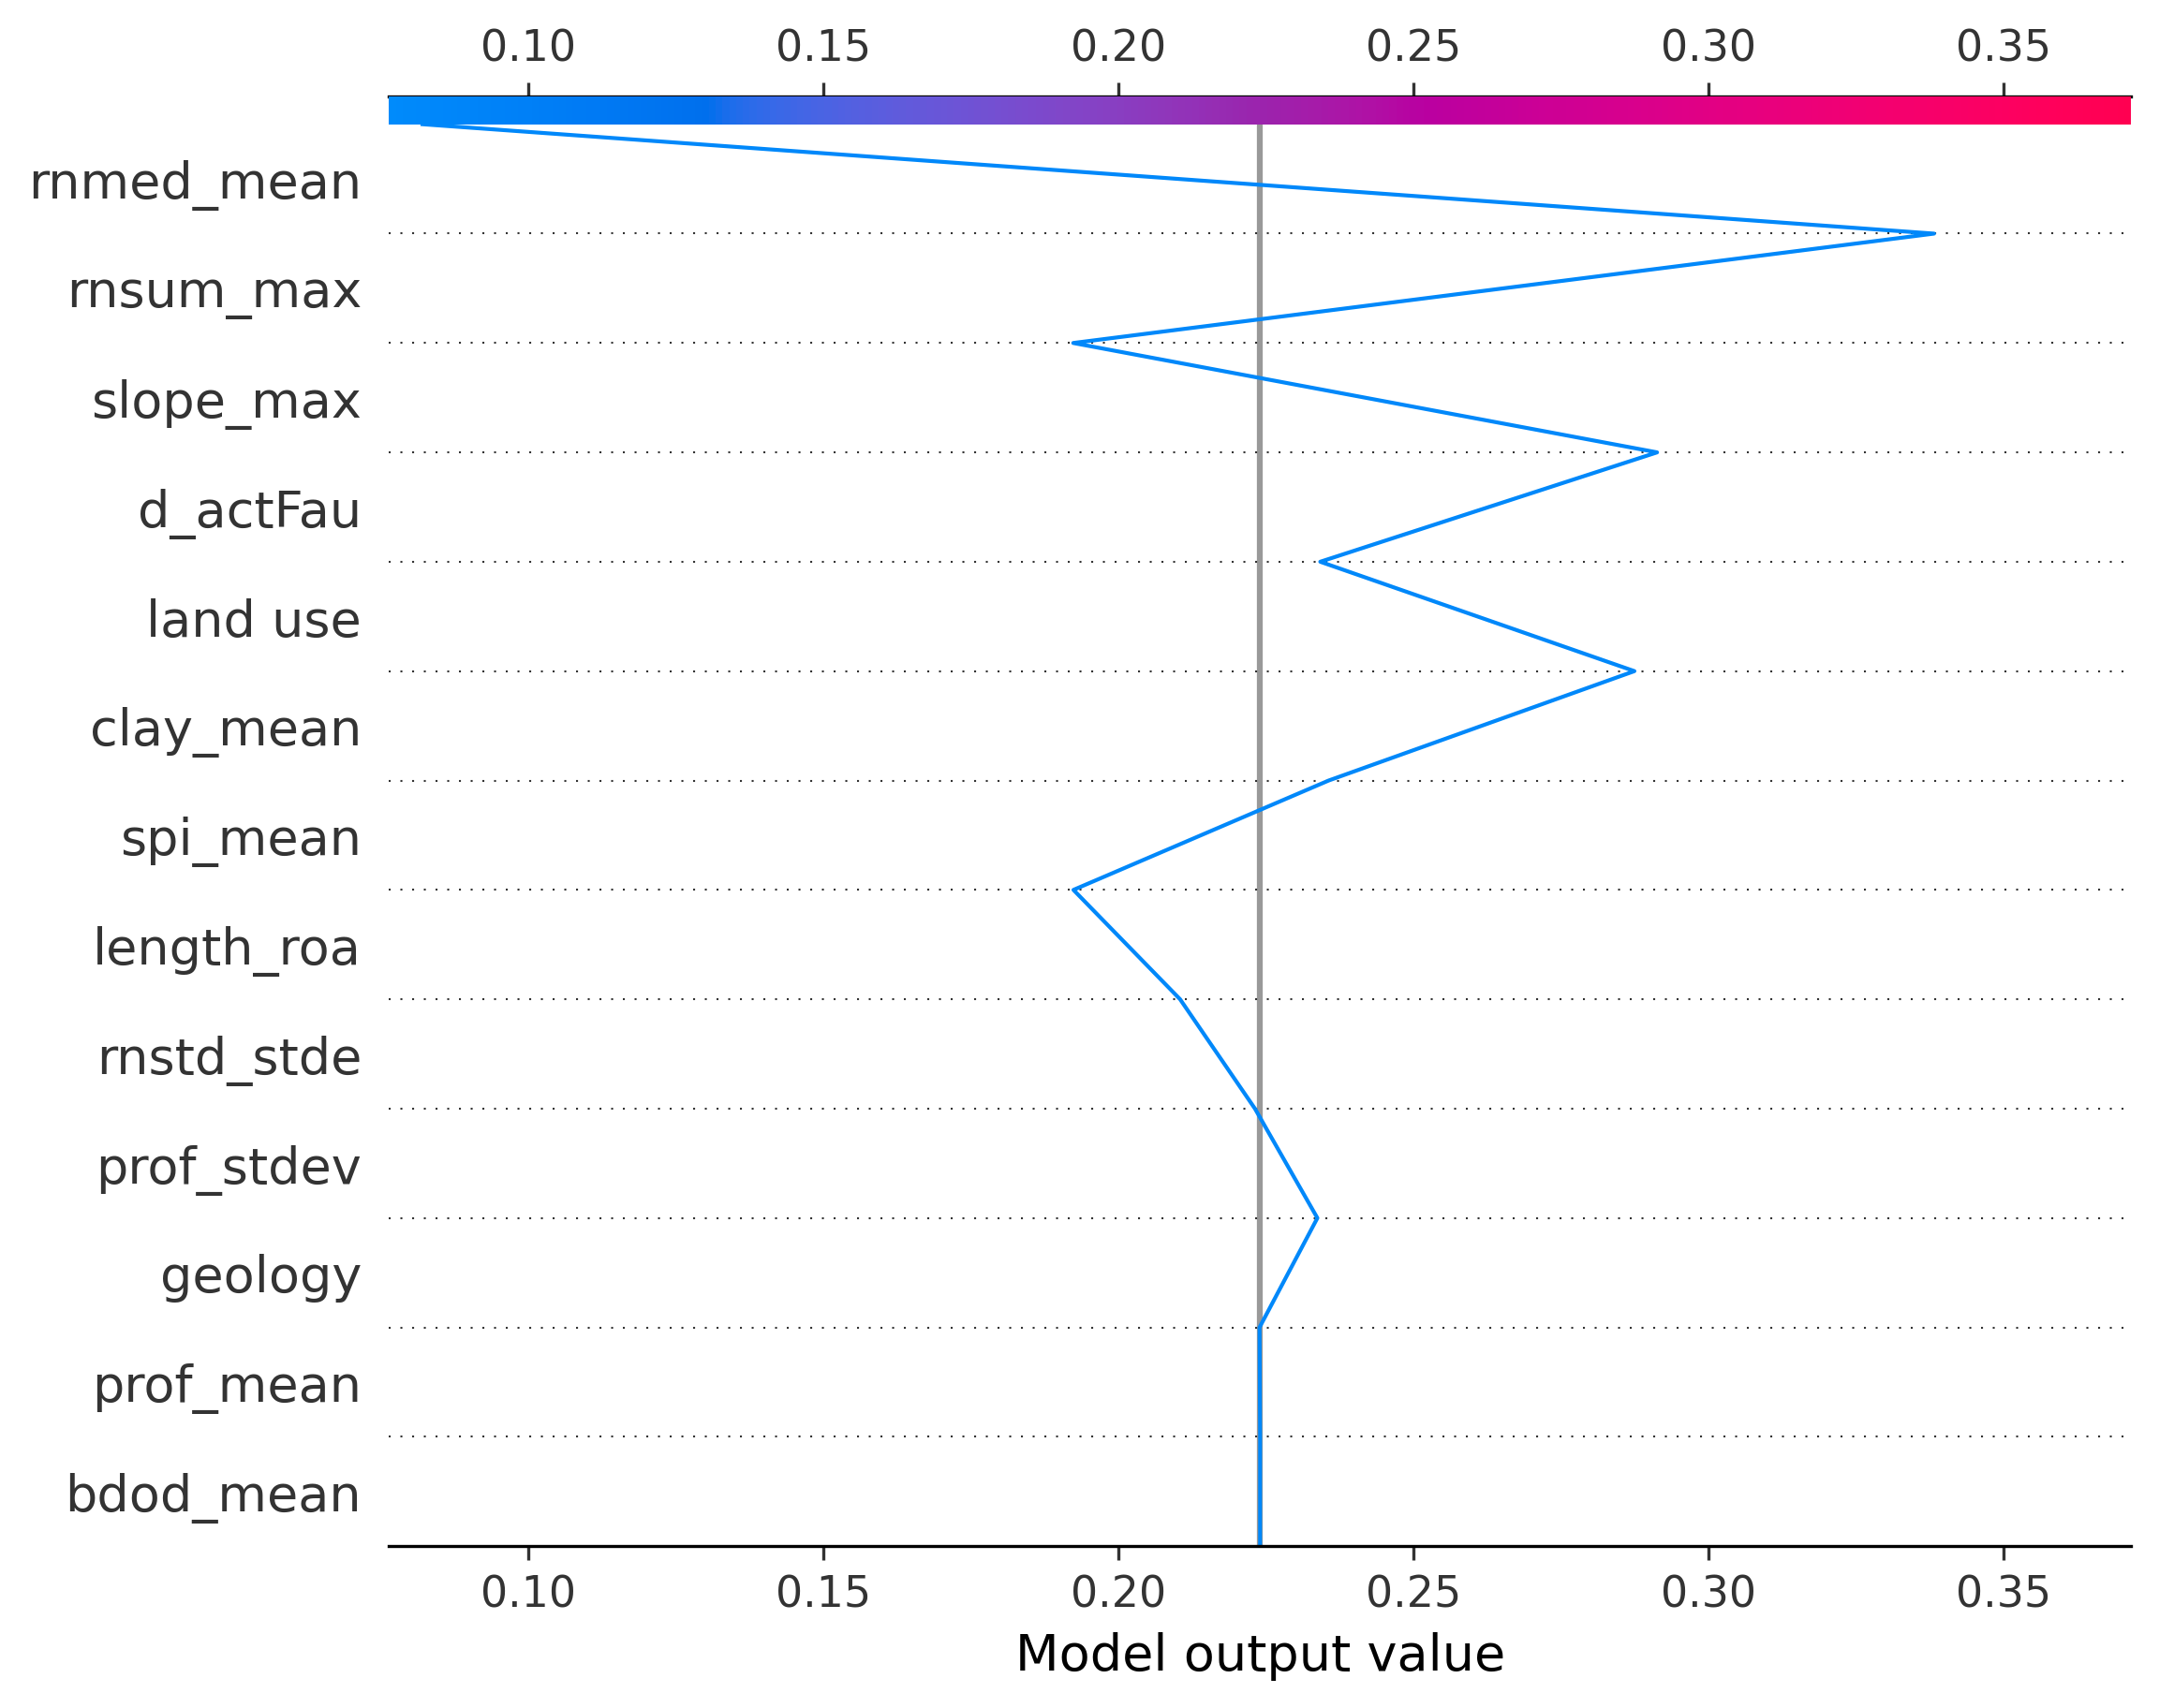 0.10 0.15 0.20 0.25 0.30 0.35
rnmed_mean
rnsum_max
slope_max
d_actFau
land use
clay_mean
spi_mean
length_roa
rnstd_stde
prof_stdev
geology
prof_mean
bdod_mean
0.10 0.15 0.20 0.25 0.30 0.35
Model output value